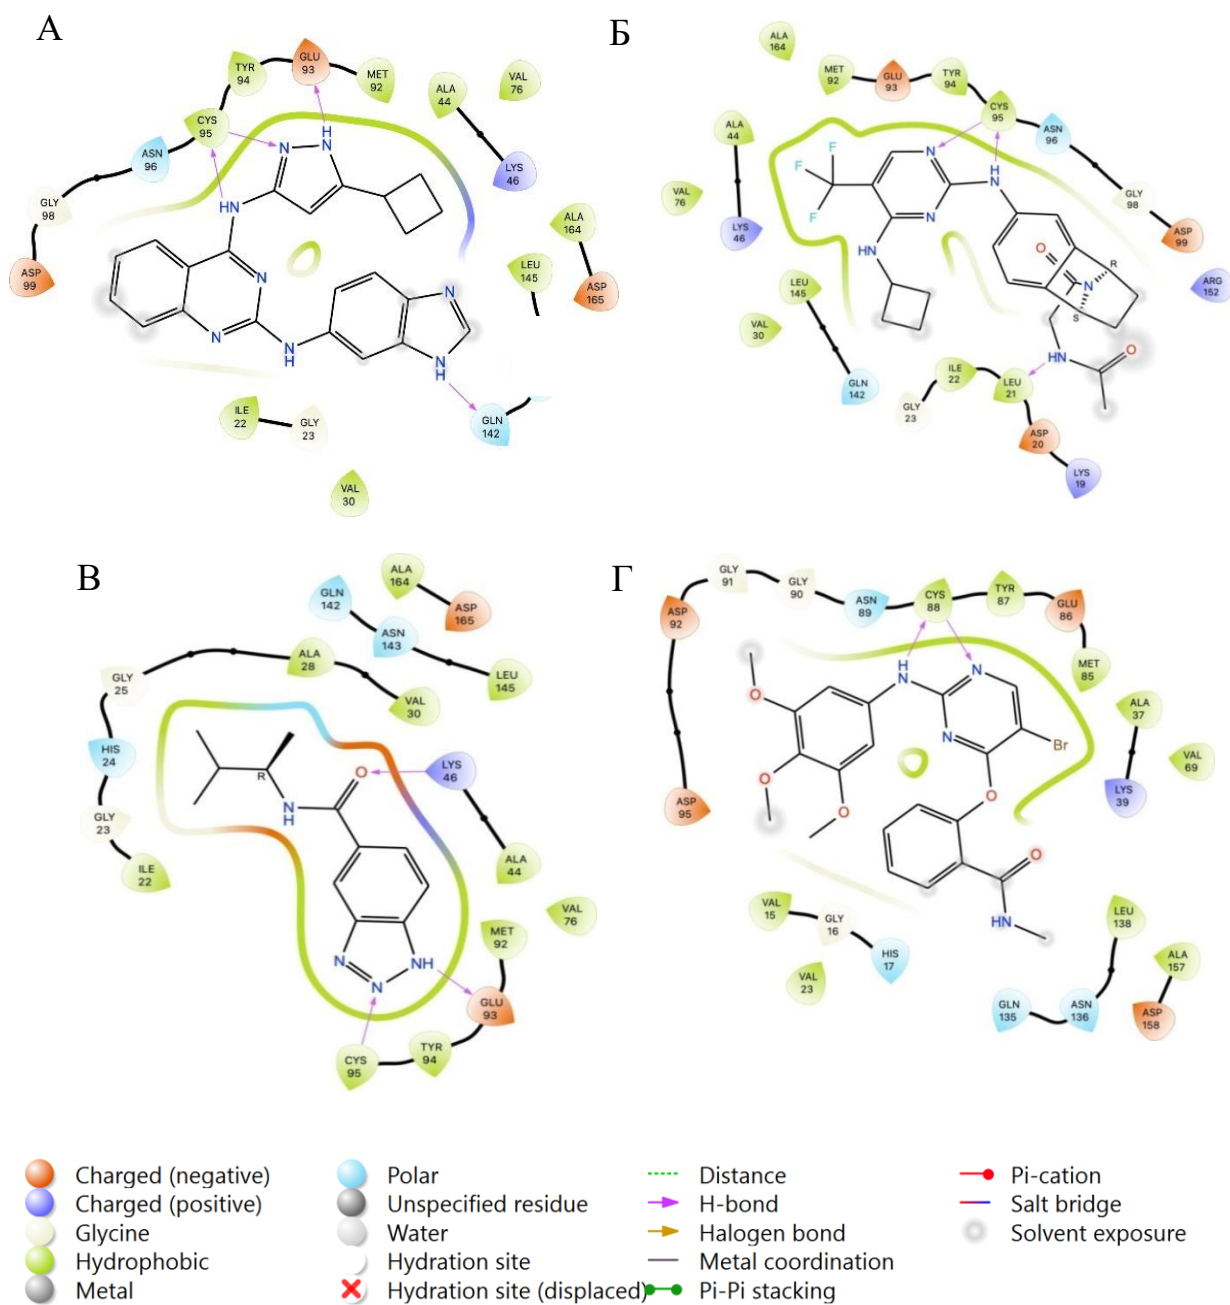 А
GLU 93
TYR 94
MET 92
CYS 95
ALA 44
VAL 76
ASN 96
LYS 46
GLY 98
ASP 99
ALA 164
LEU 145
ASP 165
ILE 22
GLY 23
GLN 142
VAL 30
N
NH
HN
N
N
N
H
N
N
H
Б
ALA 164
MET 92
GLU 93
TYR 94
CYS 95
ASN 96
ALA 44
GLY 98
VAL 76
LYS 46
ASP 99
ARG 152
LEU 145
VAL 30
GLN 142
ILE 22
GLY 23
LEU 21
ASP 20
LYS 19
F
F
F
N
NH
N
HN
O
N
R
S
HN
O
В
ALA 164
GLN 142
ASP 165
ASN 143
ALA 28
LEU 145
GLY 25
VAL 30
HIS 24
LYS 46
GLY 23
ILE 22
ALA 44
VAL 76
MET 92
GLU 93
TYR 94
CYS 95
R
O
N
H
N
N
NH
Г
GLY 91
GLY 90
ASP 92
ASN 89
CYS 88
TYR 87
GLU 86
MET 85
ALA 37
VAL 69
LYS 39
ASP 95
VAL 15
GLY 16
HIS 17
VAL 23
LEU 138
ALA 157
GLN 135
ASN 136
ASP 158
H
N
N
N
Br
O
O
O
O
O
HN
Charged (negative)
Charged (positive)
Glycine
Hydrophobic
Metal
Polar
Unspecified residue
Water
Hydration site
Hydration site (displaced)
Distance
H-bond
Halogen bond
Metal coordination
Pi-Pi stacking
Pi-cation
Salt bridge
Solvent exposure